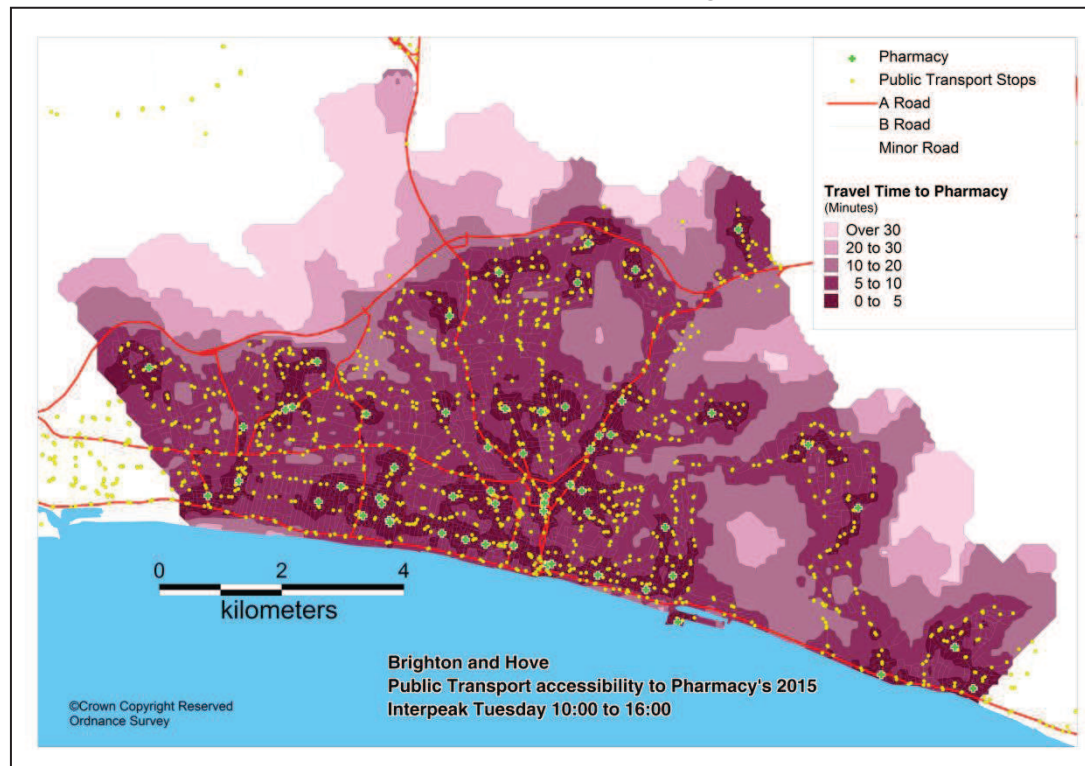 Pharmacy
Public Transport Stops
A Road
B Road
Minor Road
Travel Time to Pharmacy
(Minutes)
Over 30
20 to 30
10 to 20
5 to 10
0 to 5
0 2 4
kilometers
Brighton and Hove
Public Transport accessibility to Pharmacy's 2015
Interpeak Tuesday 10:00 to 16:00
©Crown Copyright Reserved
Ordnance Survey